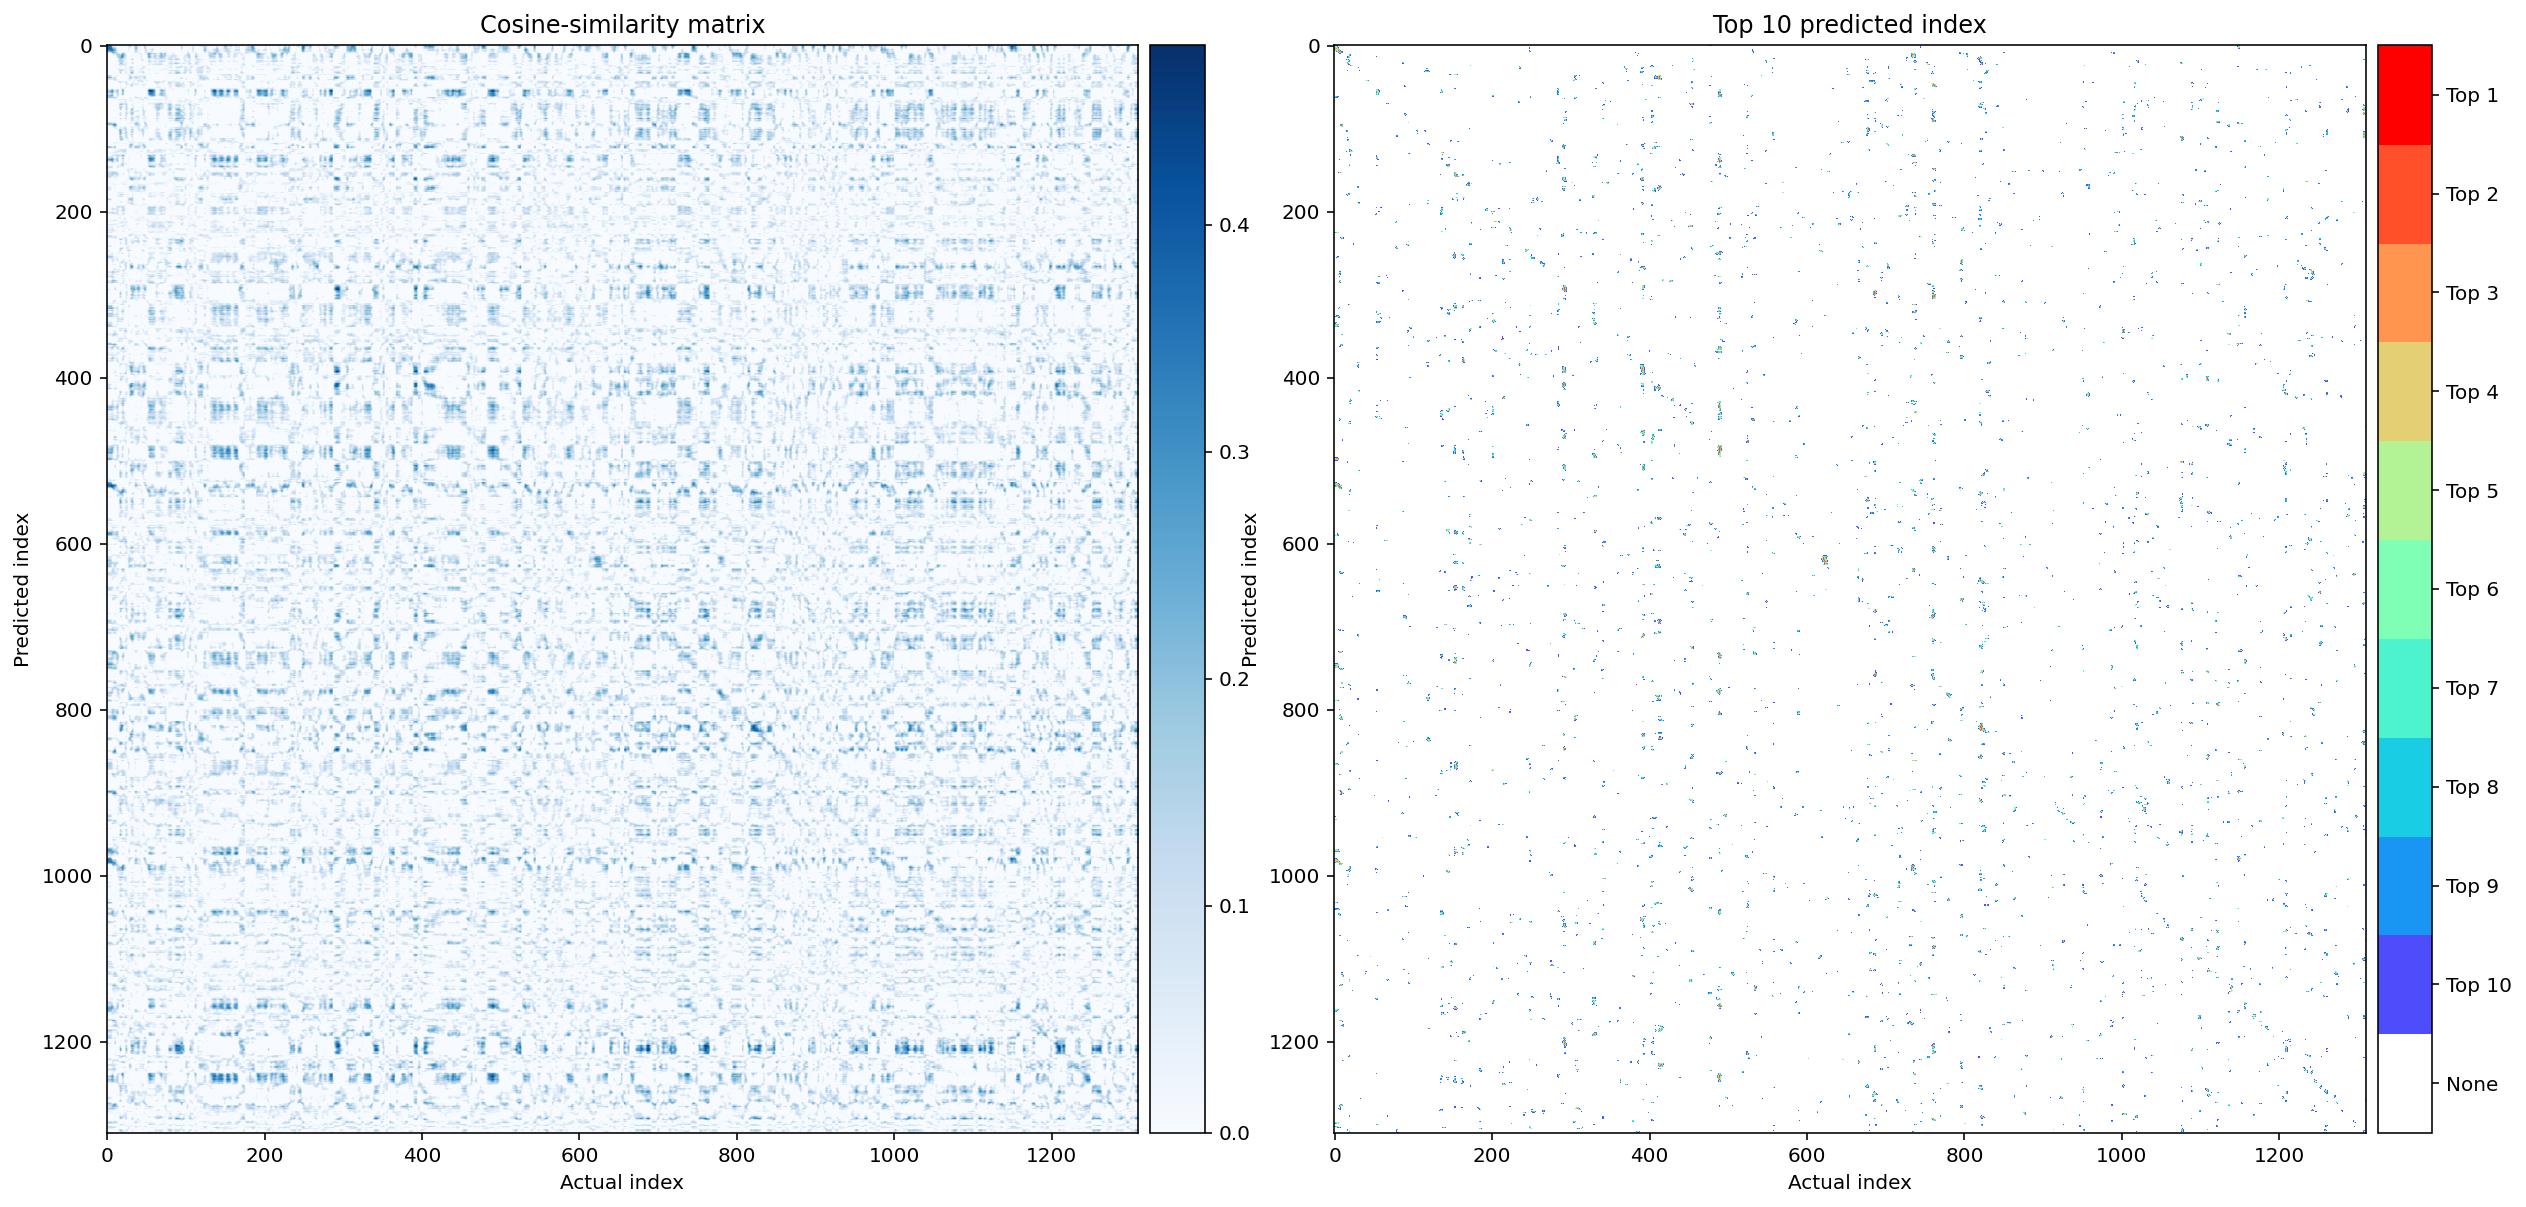 Cosine-similarity matrix
0
200
400
600
800
1000
1200
Predicted index
0
200
400
600
800
1000
1200
Actual index
0.4
0.3
0.2
0.1
0.0
Top 10 predicted index
0
200
400
600
800
1000
1200
Predicted index
0
200
400
600
800
1000
1200
Actual index
Top 1
Top 2
Top 3
Top 4
Top 5
Top 6
Top 7
Top 8
Top 9
Top 10
None